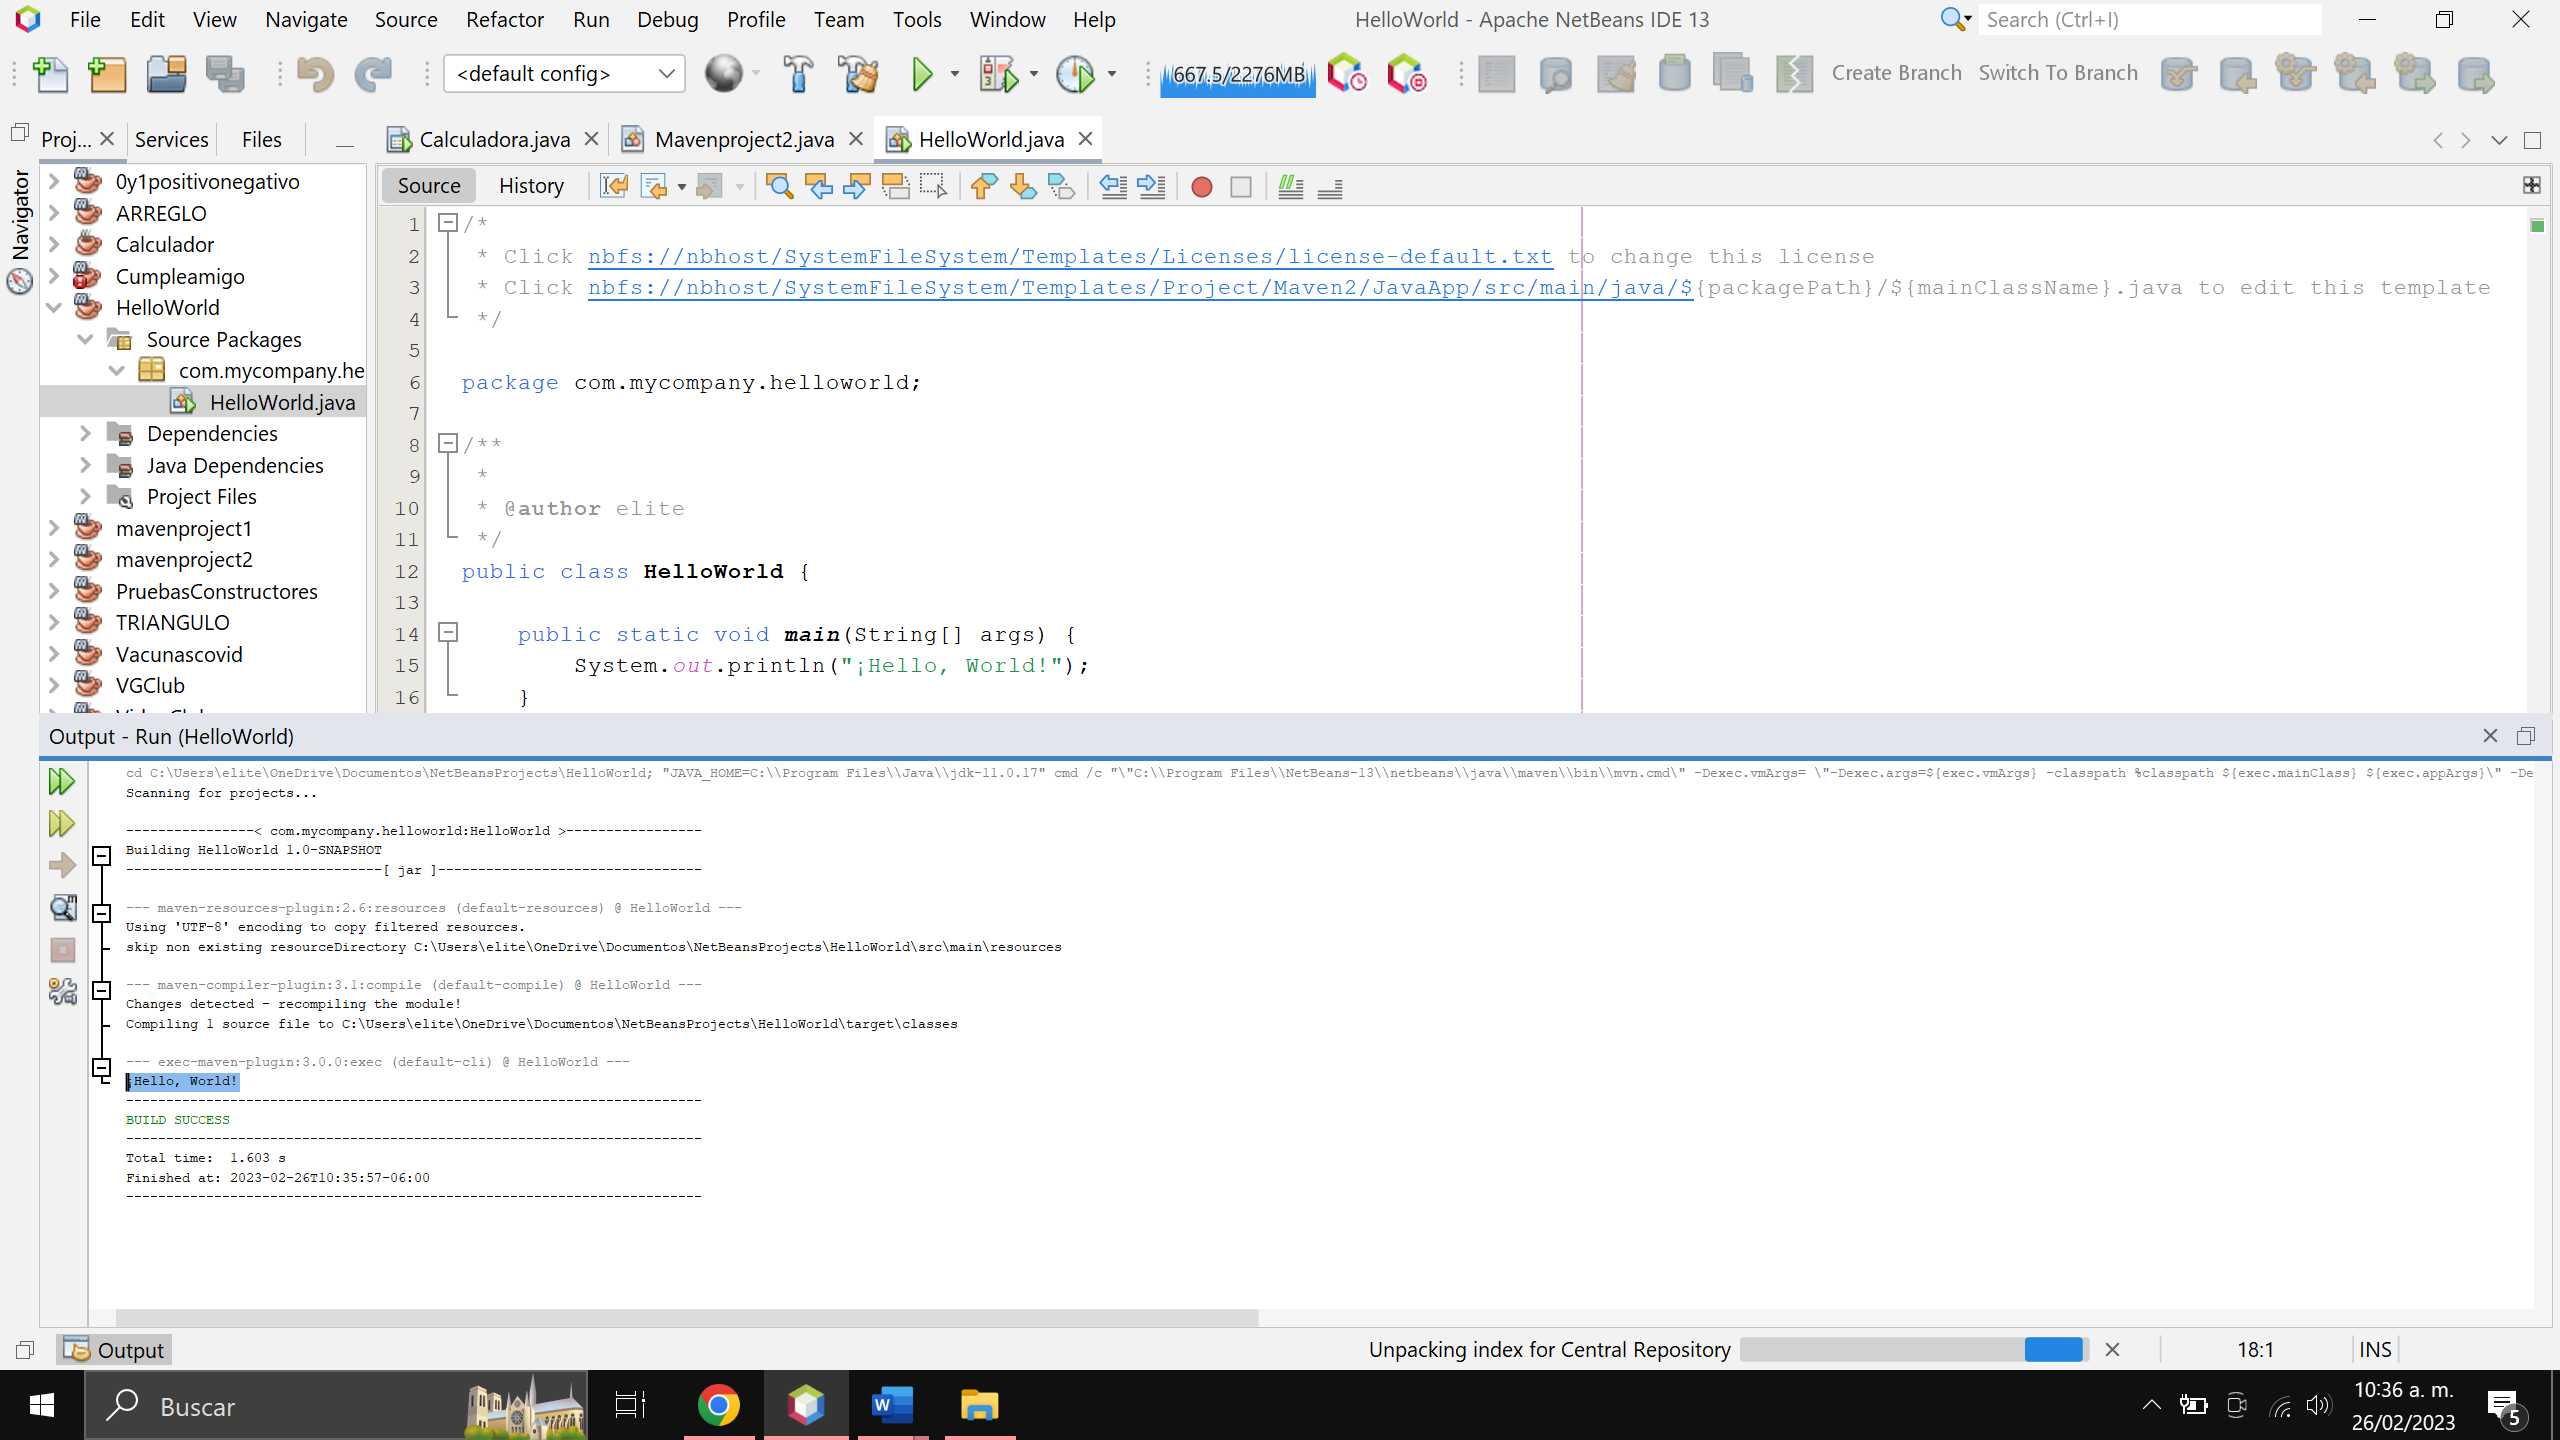 File Edit View Navigate Source Refactor Run Debug Profile Team Tools Window Help
HelloWorld - Apache NetBeans IDE 13
Search (Ctrl+I)
<default config>
667.5/2276MB
Create Branch Switch To Branch
Proj...
Services
Files
Calculadora.java
Mavenproject2.java
HelloWorld.java
Navigator
0y1positivonegativo
ARREGLO
Calculador
Cumpleamigo
HelloWorld
Source Packages
com.mycompany.he
HelloWorld.java
Dependencies
Java Dependencies
Project Files
mavenproject1
mavenproject2
PruebasConstructores
TRIANGULO
Vacunascovid
VGClub
Source History
1 /*
2 * Click nbfs://nbhost/SystemFileSystem/Templates/Licenses/license-default.txt to change this license
3 * Click nbfs://nbhost/SystemFileSystem/Templates/Project/Maven2/JavaApp/src/main/java/${packagePath}/${mainClassName}.java to edit this template
4 */
5
6 package com.mycompany.helloworld;
7
8 /**
9 *
10 * @author elite
11 */
12 public class HelloWorld {
13
14 public static void main(String[] args) {
15 System.out.println("¡Hello, World!");
16 }
Output - Run (HelloWorld)
cd C:\Users\elite\OneDrive\Documentos\NetBeansProjects\HelloWorld; "JAVA_HOME=C:\\Program Files\\Java\\jdk-11.0.17" cmd /c "\"C:\\Program Files\\NetBeans-13\\netbeans\\java\\maven\\bin\\mvn.cmd\" -Dexec.vmArgs= \"-Dexec.args=${exec.vmArgs} -classpath %classpath ${exec.mainClass} ${exec.appArgs}\" -De
Scanning for projects...
----------------< com.mycompany.helloworld:HelloWorld >-----------------
Building HelloWorld 1.0-SNAPSHOT
--------------------------------[ jar ]---------------------------------
--- maven-resources-plugin:2.6:resources (default-resources) @ HelloWorld ---
Using 'UTF-8' encoding to copy filtered resources.
skip non existing resourceDirectory C:\Users\elite\OneDrive\Documentos\NetBeansProjects\HelloWorld\src\main\resources
--- maven-compiler-plugin:3.1:compile (default-compile) @ HelloWorld ---
Changes detected - recompiling the module!
Compiling 1 source file to C:\Users\elite\OneDrive\Documentos\NetBeansProjects\HelloWorld\target\classes
--- exec-maven-plugin:3.0.0:exec (default-cli) @ HelloWorld ---
¡Hello, World!
------------------------------------------------------------------------
BUILD SUCCESS
------------------------------------------------------------------------
Total time: 1.603 s
Finished at: 2023-02-26T10:35:57-06:00
------------------------------------------------------------------------
Output
Unpacking index for Central Repository
18:1
INS
Buscar
10:36 a. m.
26/02/2023
5